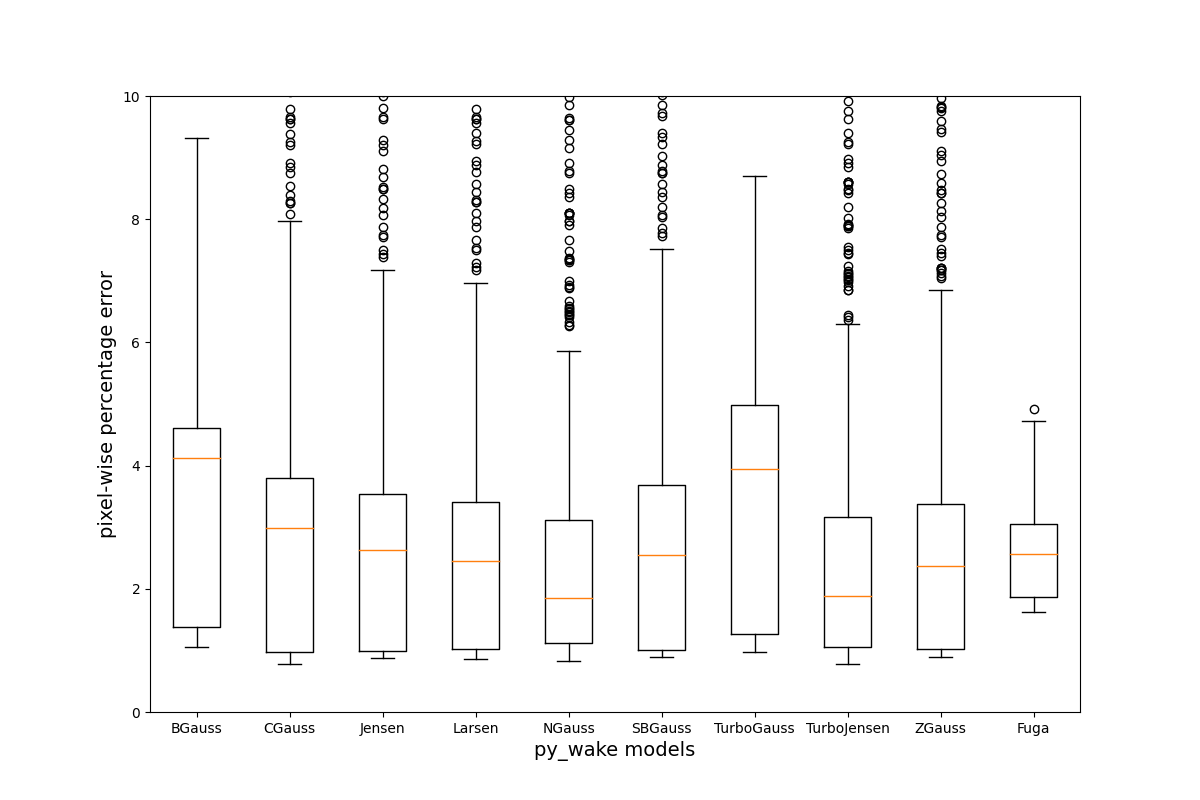 10
8
6
4
2
0
pixel-wise percentage error
BGauss CGauss Jensen Larsen NGauss SBGauss TurboGauss TurboJensen ZGauss Fuga
py_wake models